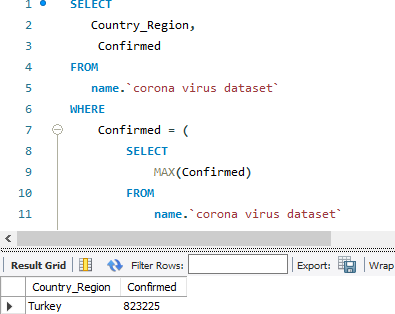 1 SELECT
2 Country_Region,
3 Confirmed
4 FROM
5 name.`corona virus dataset`
6 WHERE
7 Confirmed = (
8 SELECT
9 MAX(Confirmed)
10 FROM
11 name.`corona virus dataset`
Result Grid Filter Rows: Export: Wrap
Country_Region Confirmed
Turkey 823225